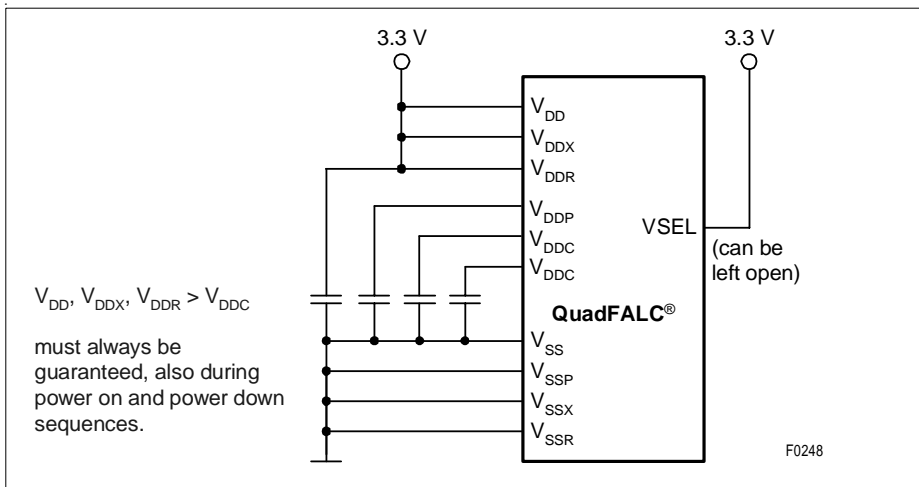 3.3 V
3.3 V
VDD
VDDX
VDDR
VDDP
VDDC
VDDC
VSEL
(can be
left open)
QuadFALC®
VDD, VDDX, VDDR > VDDC
must always be
guaranteed, also during
power on and power down
sequences.
VSS
VSSP
VSSX
VSSR
F0248